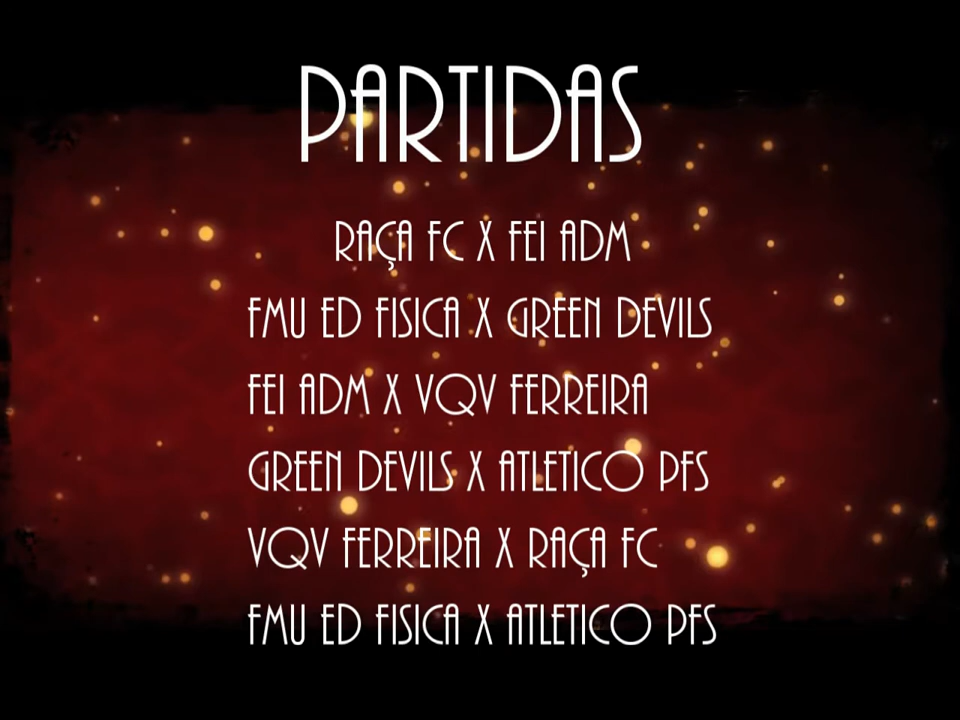 PARTIDAS
RAÇA FC X FEI ADM
FMU ED FISICA X GREEN DEVILS
FEI ADM X VQV FERREIRA
GREEN DEVILS X ATLETICO PFS
VQV FERREIRA X RAÇA FC
FMU ED FISICA X ATLETICO PFS